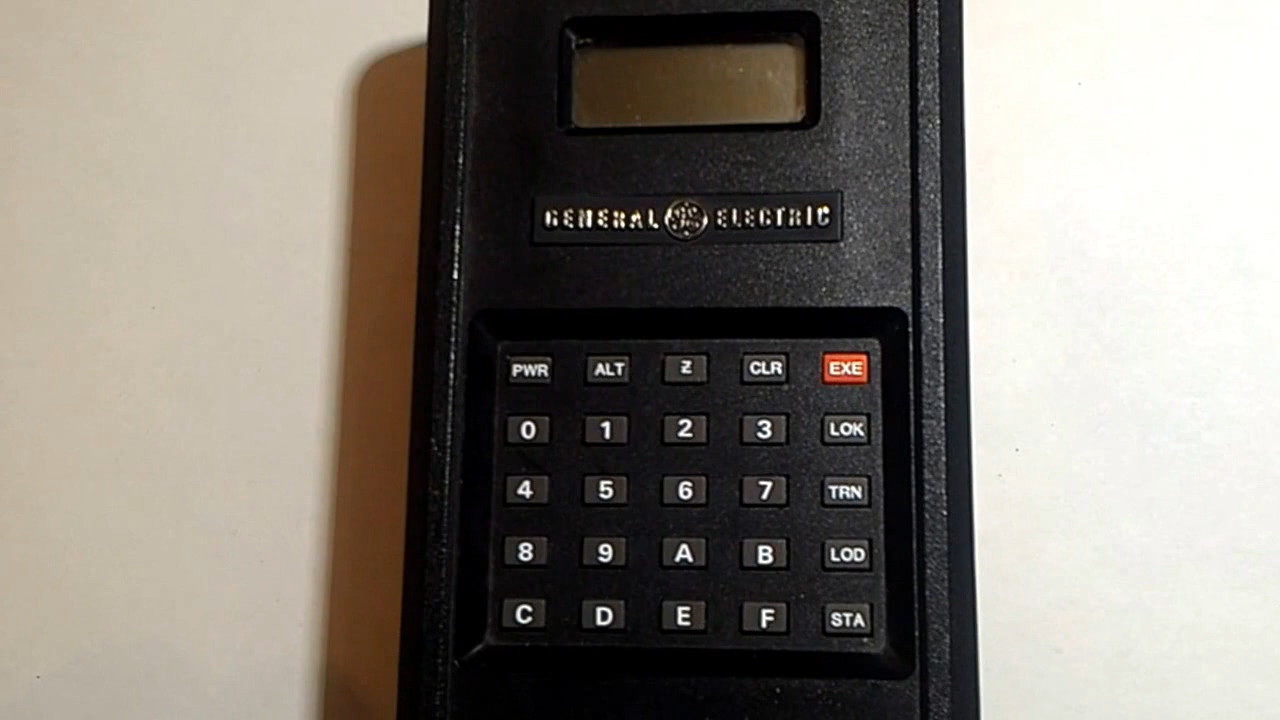 GENERAL GE ELECTRIC
PWR ALT Z CLR EXE
0 1 2 3 LOK
4 5 6 7 TRN
8 9 A B LOD
C D E F STA